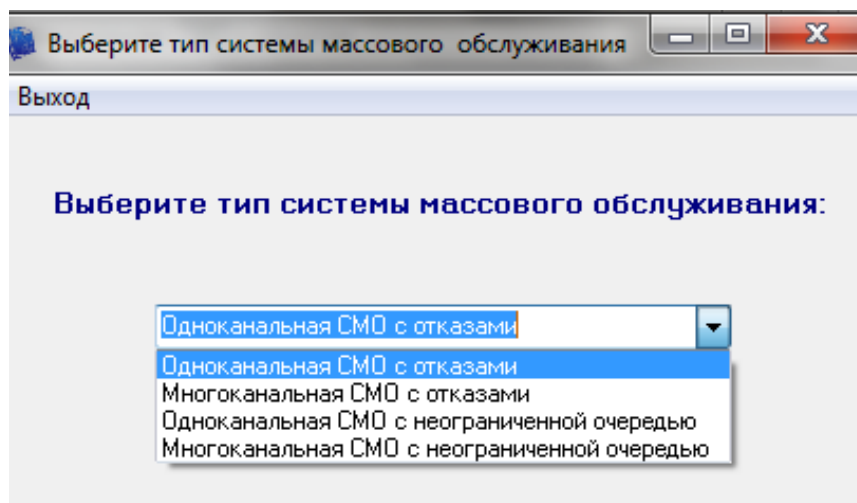 Выберите тип системы массового  обслуживания
Выход
Выберите тип системы массового обслуживания:
Одноканальная СМО с отказами
Одноканальная СМО с отказами
Многоканальная СМО с отказами
Одноканальная СМО с неограниченной очередью
Многоканальная СМО с неограниченной очередью